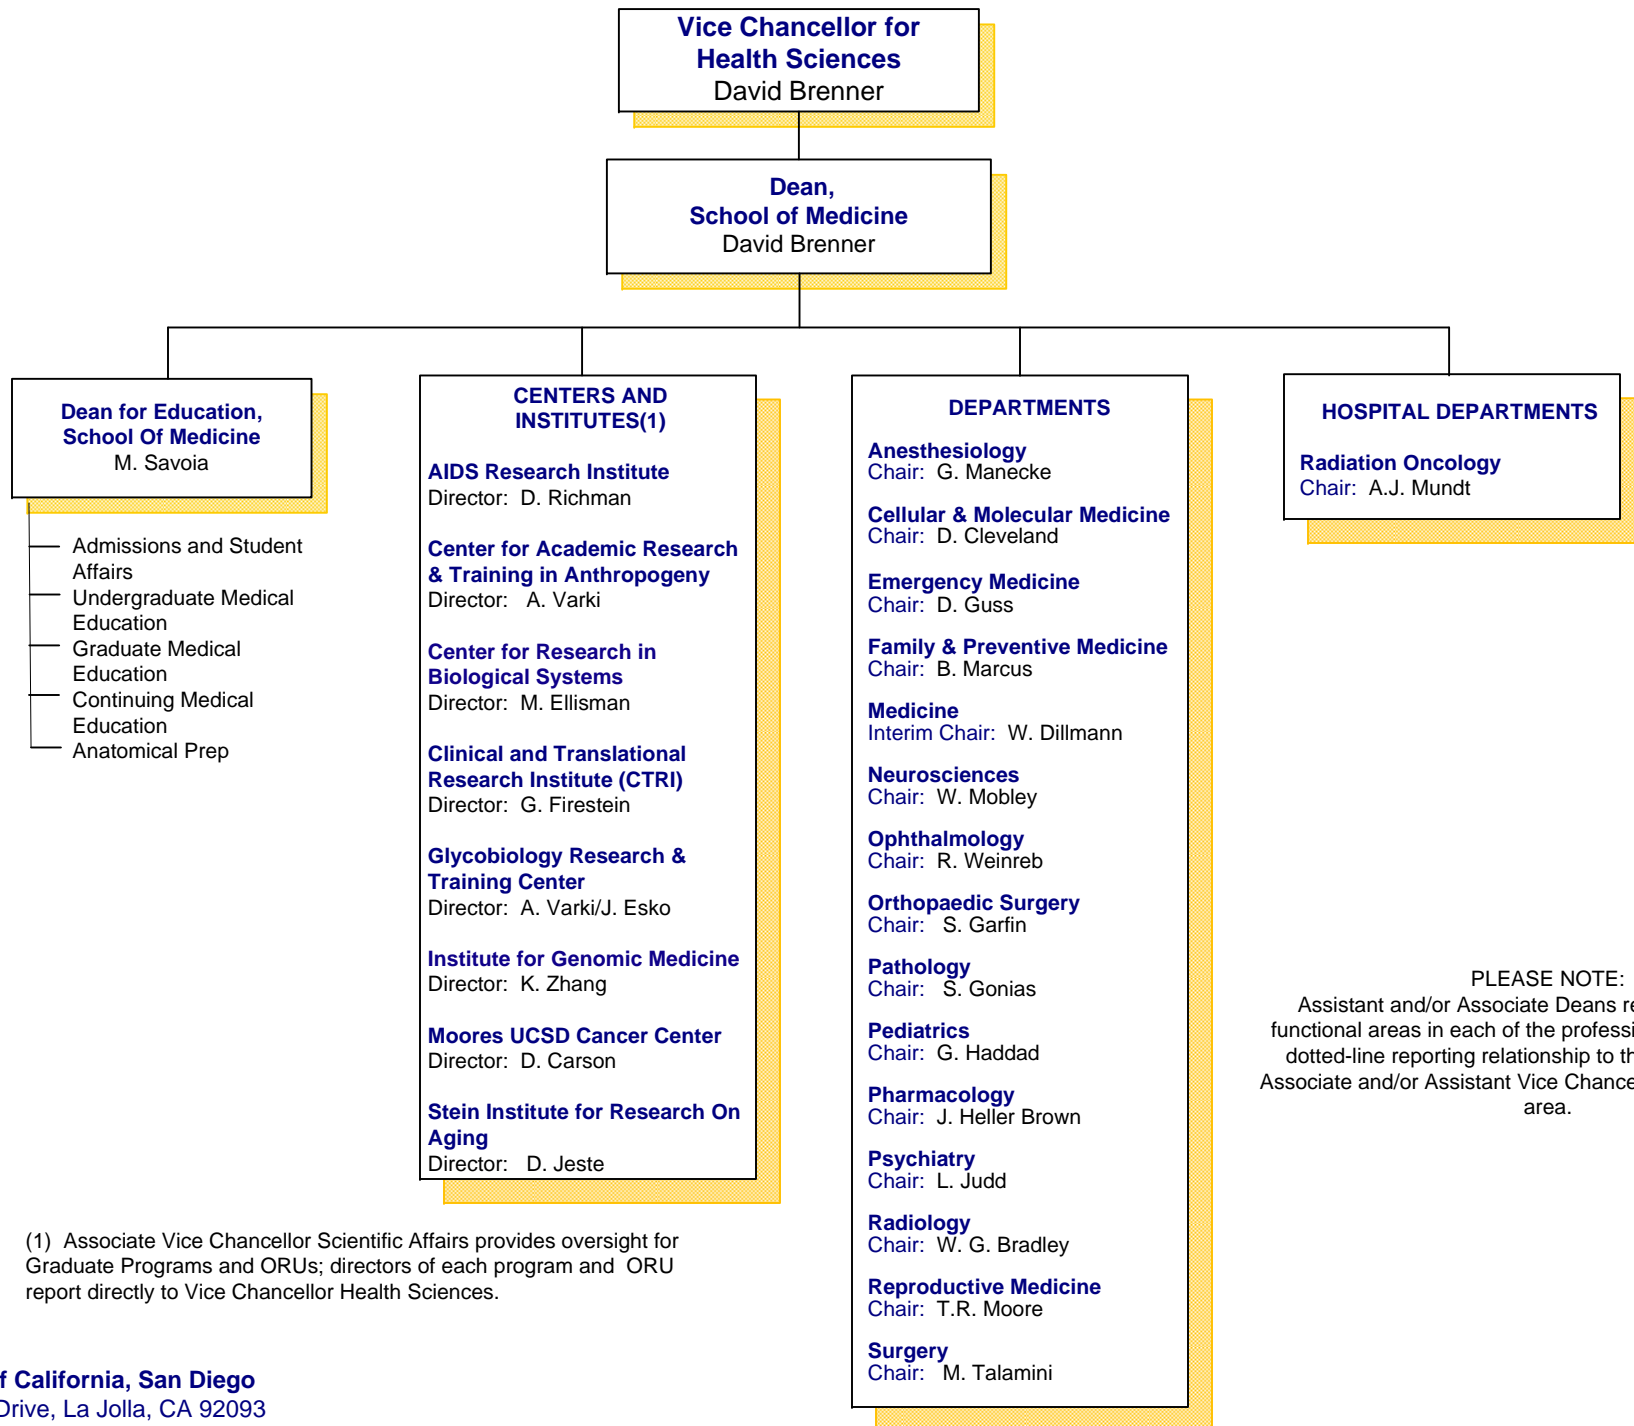 Vice Chancellor for
Health Sciences
David Brenner
Dean,
School of Medicine
David Brenner
Dean for Education,
School Of Medicine
M. Savoia
Admissions and Student
Affairs
Undergraduate Medical
Education
Graduate Medical
Education
Continuing Medical
Education
Anatomical Prep
CENTERS AND
INSTITUTES(1)
AIDS Research Institute
Director: D. Richman
Center for Academic Research
& Training in Anthropogeny
Director: A. Varki
Center for Research in
Biological Systems
Director: M. Ellisman
Clinical and Translational
Research Institute (CTRI)
Director: G. Firestein
Glycobiology Research &
Training Center
Director: A. Varki/J. Esko
Institute for Genomic Medicine
Director: K. Zhang
Moores UCSD Cancer Center
Director: D. Carson
Stein Institute for Research On
Aging
Director: D. Jeste
DEPARTMENTS
Anesthesiology
Chair: G. Manecke
Cellular & Molecular Medicine
Chair: D. Cleveland
Emergency Medicine
Chair: D. Guss
Family & Preventive Medicine
Chair: B. Marcus
Medicine
Interim Chair: W. Dillmann
Neurosciences
Chair: W. Mobley
Ophthalmology
Chair: R. Weinreb
Orthopaedic Surgery
Chair: S. Garfin
Pathology
Chair: S. Gonias
Pediatrics
Chair: G. Haddad
Pharmacology
Chair: J. Heller Brown
Psychiatry
Chair: L. Judd
Radiology
Chair: W. G. Bradley
Reproductive Medicine
Chair: T.R. Moore
Surgery
Chair: M. Talamini
HOSPITAL DEPARTMENTS
Radiation Oncology
Chair: A.J. Mundt
PLEASE NOTE:
Assistant and/or Associate Deans re
functional areas in each of the professi
dotted-line reporting relationship to th
Associate and/or Assistant Vice Chance
area.
(1) Associate Vice Chancellor Scientific Affairs provides oversight for
Graduate Programs and ORUs; directors of each program and ORU
report directly to Vice Chancellor Health Sciences.
f California, San Diego
Drive, La Jolla, CA 92093